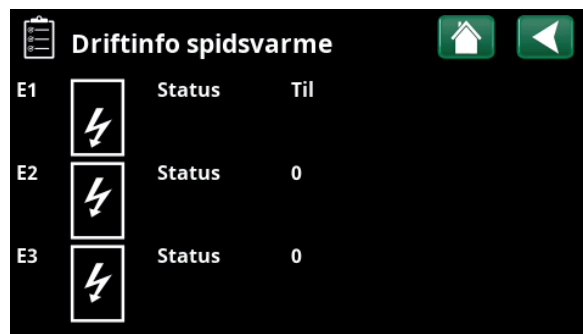 Driftinfo spidsvarme
E1 Status Til
E2 Status 0
E3 Status 0